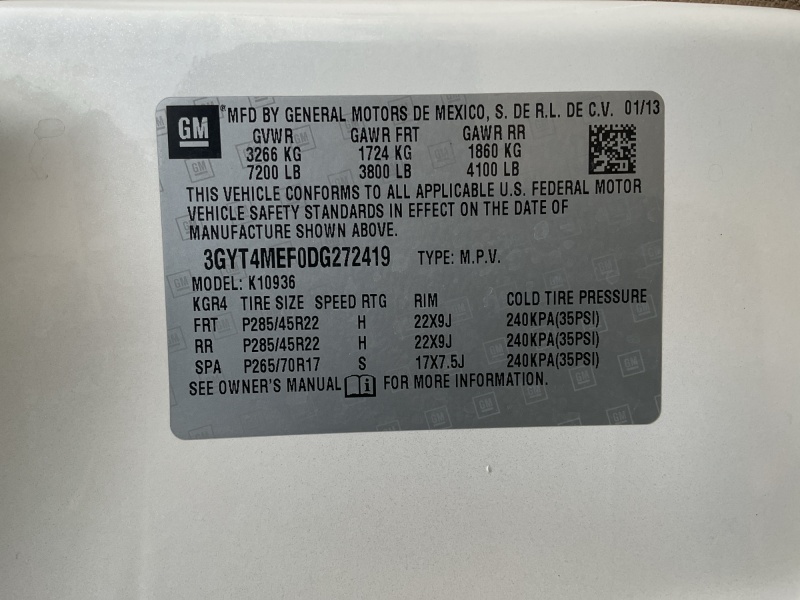 GM ® MFD BY GENERAL MOTORS DE MEXICO, S. DE R.L. DE C.V. 01/13
GVWR GAWR FRT GAWR RR
3266 KG 1724 KG 1860 KG
7200 LB 3800 LB 4100 LB
THIS VEHICLE CONFORMS TO ALL APPLICABLE U.S. FEDERAL MOTOR
VEHICLE SAFETY STANDARDS IN EFFECT ON THE DATE OF
MANUFACTURE SHOWN ABOVE.
3GYT4MEF0DG272419 TYPE: M.P.V.
MODEL: K10936
KGR4 TIRE SIZE SPEED RTG RIM COLD TIRE PRESSURE
FRT P285/45R22 H 22X9J 240KPA(35PSI)
RR P285/45R22 H 22X9J 240KPA(35PSI)
SPA P265/70R17 S 17X7.5J 240KPA(35PSI)
SEE OWNER'S MANUAL FOR MORE INFORMATION.